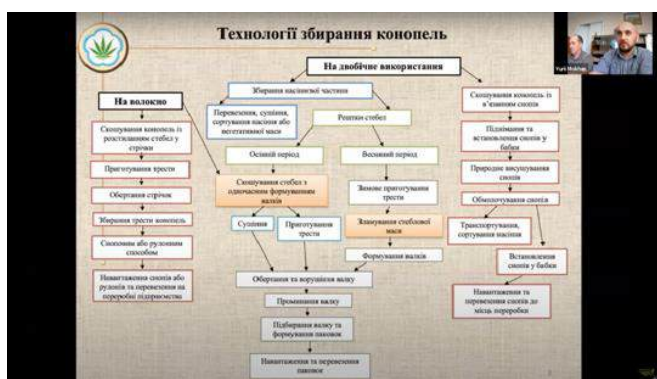 Технології збирання конопель
Yurii Mokher
На двобічне використання
На волокно
Скошування конопель із
розстиланням стебел у
стрічки
Приготування трести
Обертання стрічок
Збирання трести конопель
Сноповим або рулонним
способом
Навантаження снопів або
рулонів та перевезення на
переробні підприємства
Збирання насіннєвої частини
Перевезення, сушіння,
сортування насіння або
вегетативної маси
Рештки стебел
Осінній період
Весняний період
Скошування стебел з
одночасним формуванням
валків
Сушіння
Приготування
трести
Зимове приготування
трести
Зламування стеблової
маси
Формування валків
Обертання та ворушіння валку
Проминання валку
Підбирання валку та
формування паковок
Навантаження та перевезення
паковок
Скошування конопель із
в'язанням снопів
Піднімання та
встановлення снопів у
бабки
Природне висушування
снопів
Обмолочування снопів
Транспортування,
сортування насіння
Встановлення
снопів у бабки
Навантаження та
перевезення снопів до
місць переробки